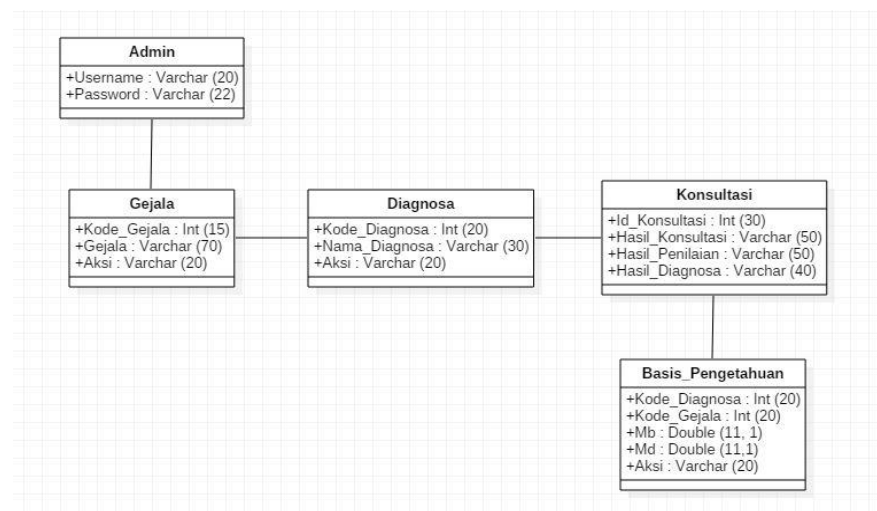 Admin
+Username : Varchar (20)
+Password : Varchar (22)
Gejala
+Kode_Gejala : Int (15)
+Gejala : Varchar (70)
+Aksi : Varchar (20)
Diagnosa
+Kode_Diagnosa : Int (20)
+Nama_Diagnosa : Varchar (30)
+Aksi : Varchar (20)
Konsultasi
+Id_Konsultasi : Int (30)
+Hasil_Konsultasi : Varchar (50)
+Hasil_Penilaian : Varchar (50)
+Hasil_Diagnosa : Varchar (40)
Basis_Pengetahuan
+Kode_Diagnosa : Int (20)
+Kode_Gejala : Int (20)
+Mb : Double (11, 1)
+Md : Double (11,1)
+Aksi : Varchar (20)